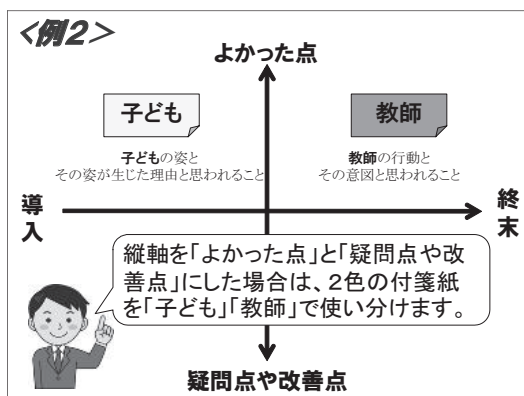 <例2>
よかった点
子ども
教師
子どもの姿と
その姿が生じた理由と思われること
教師の行動と
その意図と思われること
導入
終末
縦軸を「よかった点」と「疑問点や改
善点」にした場合は、2色の付箋紙
を「子ども」「教師」で使い分けます。
疑問点や改善点